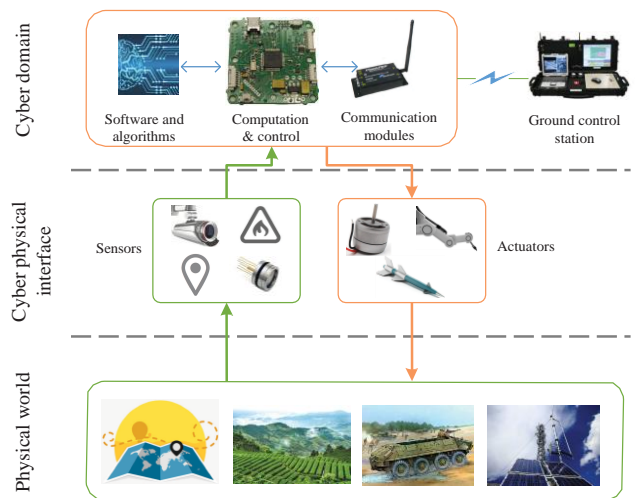 Cyber domain
Software and
algorithms
Computation
& control
Communication
modules
Ground control
station
Cyber physical
interface
Sensors
Actuators
Physical world